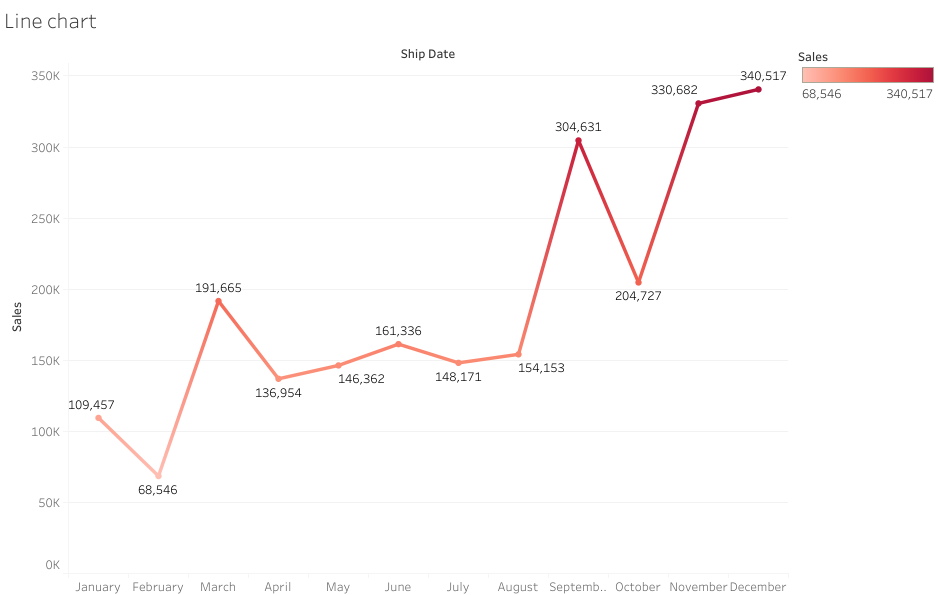 Line chart
Ship Date
Sales
68,546 340,517
350K
300K
250K
200K
150K
100K
50K
0K
Sales
109,457
68,546
191,665
136,954
146,362
161,336
148,171
154,153
304,631
204,727
330,682
340,517
January February March April May June July August Septemb.. October November December